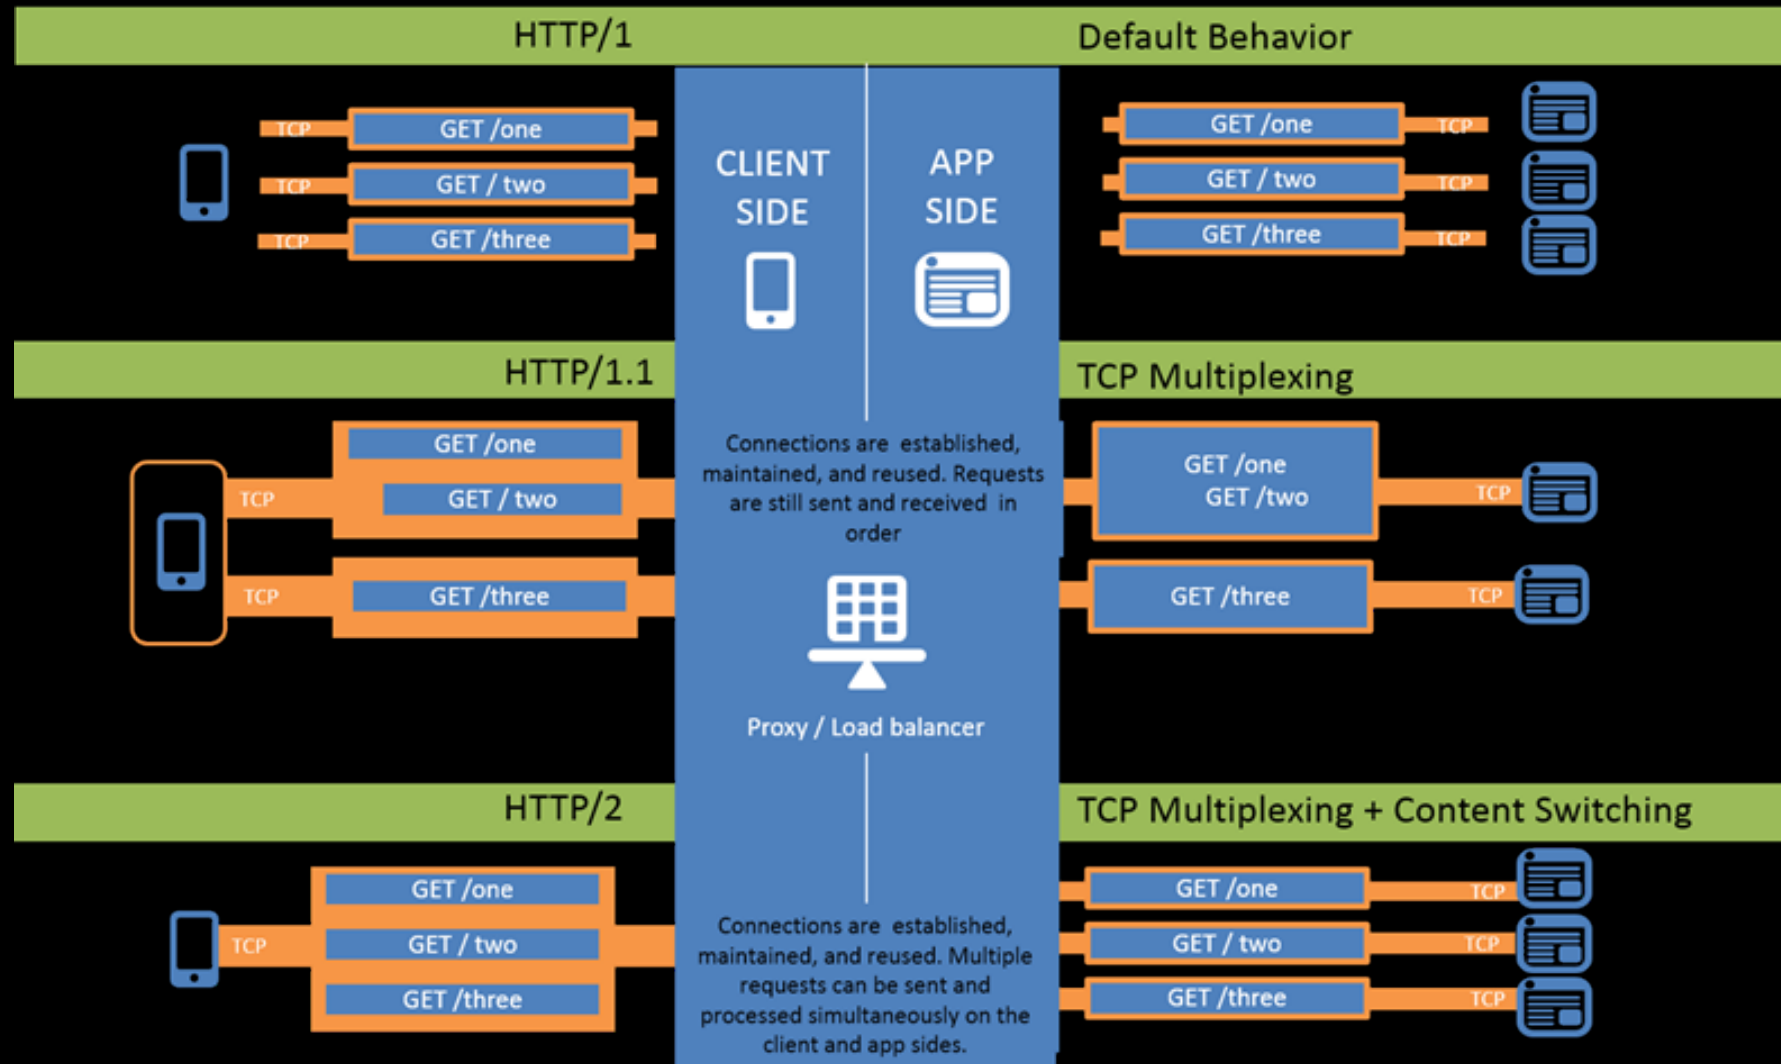 HTTP/1
Default Behavior
TCP
GET /one
TCP
GET / two
TCP
GET /three
CLIENT
SIDE
APP
SIDE
GET /one
TCP
GET / two
TCP
GET /three
TCP
HTTP/1.1
TCP Multiplexing
GET /one
TCP
GET / two
TCP
GET /three
Connections are established,
maintained, and reused. Requests
are still sent and received in
order
GET /one
GET /two
TCP
GET /three
TCP
Proxy / Load balancer
HTTP/2
TCP Multiplexing + Content Switching
GET /one
TCP
GET / two
GET /three
Connections are established,
maintained, and reused. Multiple
requests can be sent and
processed simultaneously on the
client and app sides.
GET /one
TCP
GET / two
TCP
GET /three
TCP